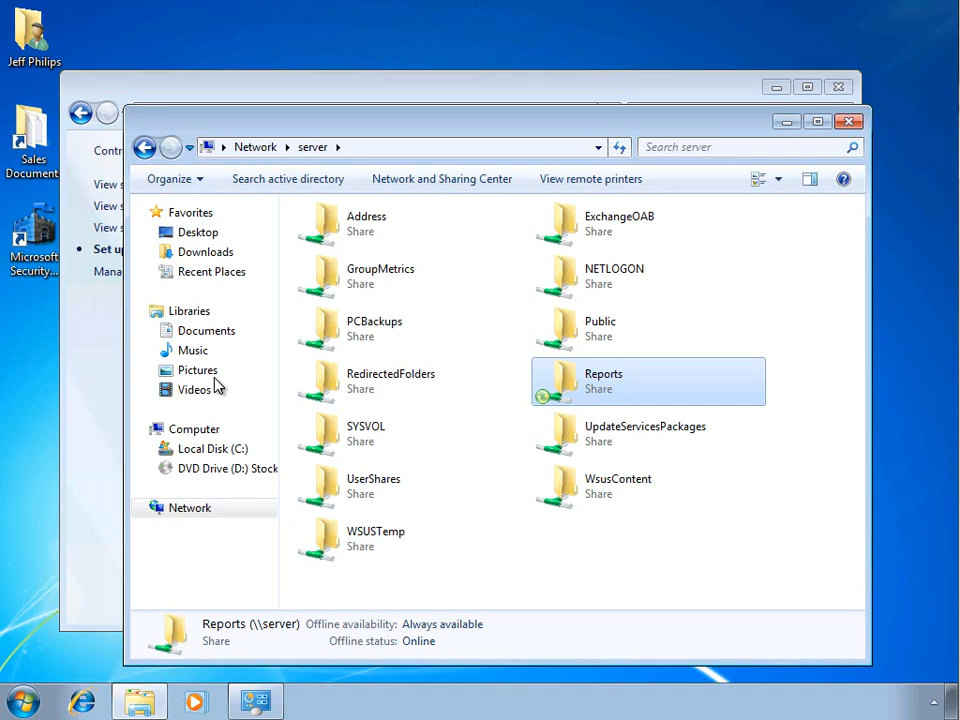 Jeff Philips
Sales
Document
Microsoft
Security...
Contr
View s
View s
View s
Set up
Mana
Network
server
Search server
Organize
Search active directory
Network and Sharing Center
View remote printers
Favorites
Desktop
Downloads
Recent Places
Libraries
Documents
Music
Pictures
Videos
Computer
Local Disk (C:)
DVD Drive (D:) Stock
Network
Address
Share
ExchangeOAB
Share
GroupMetrics
Share
NETLOGON
Share
PCBackups
Share
Public
Share
RedirectedFolders
Share
Reports
Share
SYSVOL
Share
UpdateServicesPackages
Share
UserShares
Share
WsusContent
Share
WSUSTemp
Share
Reports (\\server) Offline availability: Always available
Share Offline status: Online